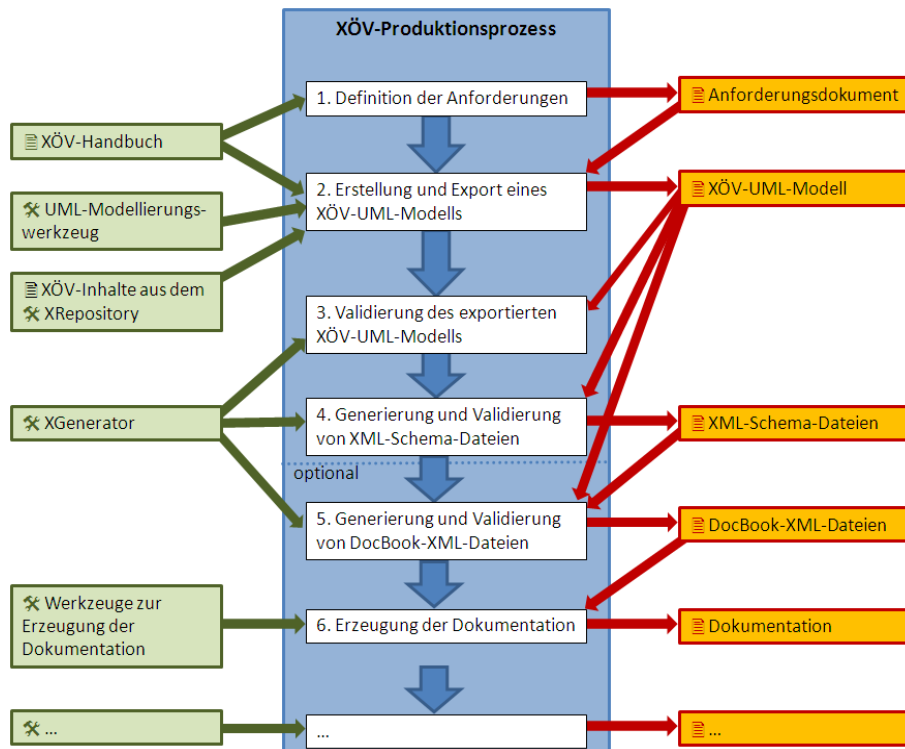 XÖV-Produktionsprozess
1. Definition der Anforderungen
Anforderungsdokument
XÖV-Handbuch
2. Erstellung und Export eines
XÖV-UML-Modells
XÖV-UML-Modell
UML-Modellierungs-
werkzeug
XÖV-Inhalte aus dem
XRepository
3. Validierung des exportierten
XÖV-UML-Modells
XGenerator
4. Generierung und Validierung
von XML-Schema-Dateien
XML-Schema-Dateien
optional
5. Generierung und Validierung
von DocBook-XML-Dateien
DocBook-XML-Dateien
Werkzeuge zur
Erzeugung der
Dokumentation
6. Erzeugung der Dokumentation
Dokumentation
...
...
...